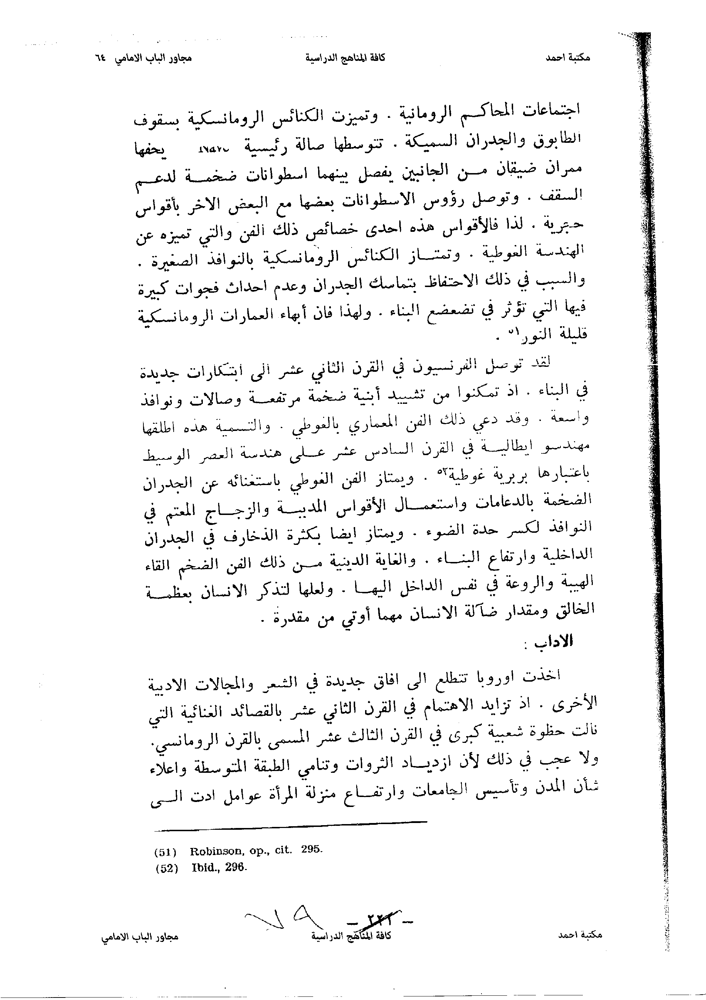 مكتبة احمد كافة المناهج الدراسية مجاور الباب الامامي ٦٤
اجتماعات المحاكم الرومانية . وتميزت الكنائس الرومانسكية بسقوف
الطابوق والجدران السميكة . تتوسطها صالة رئيسية يحفها
ممران ضيقان من الجانبين يفصل بينهما اسطوانات ضخمة لدعم
السقف . وتوصل رؤوس الاسطوانات بعضها مع البعض الاخر بأقواس
حجرية . لذا فالأقواس هذه احدى خصائص ذلك الفن والتي تميزه عن
الهندسة الغوطية . وتمتاز الكنائس الرومانسكية بالنوافذ الصغيرة .
والسبب في ذلك الاحتفاظ بتماسك الجدران وعدم احداث فجوات كبيرة
فيها التي تؤثر في تضعضع البناء . ولهذا فان أبهاء العمارات الرومانسكية
قليلة النور٥١ .
لقد توصل الفرنسيون في القرن الثاني عشر الى ابتكارات جديدة
في البناء . اذ تمكنوا من تشييد أبنية ضخمة مرتفعة وصالات ونوافذ
واسعة . وقد دعي ذلك الفن المعماري بالغوطي . والتسمية هذه اطلقها
مهندسو ايطالية في القرن السادس عشر على هندسة العصر الوسيط
باعتبارها بربرية غوطية٥٢ . ويمتاز الفن الغوطي باستغنائه عن الجدران
الضخمة بالدعامات واستعمال الأقواس المدببة والزجاج المعتم في
النوافذ لكسر حدة الضوء . ويمتاز ايضا بكثرة الذخارف في الجدران
الداخلية وارتفاع البناء . والغاية الدينية من ذلك الفن الضخم القاء
الهيبة والروعة في نفس الداخل اليها . ولعلها لتذكر الانسان بعظمة
الخالق ومقدار ضآلة الانسان مهما أوتي من مقدرة .
الاداب :
اخذت اوروبا تتطلع الى افاق جديدة في الشعر والمجالات الادبية
الأخرى . اذ تزايد الاهتمام في القرن الثاني عشر بالقصائد الغنائية التي
نالت حظوة شعبية كبرى في القرن الثالث عشر المسمى بالقرن الرومانسي.
ولا عجب في ذلك لأن ازدياد الثروات وتنامي الطبقة المتوسطة واعلاء
شأن المدن وتأسيس الجامعات وارتفاع منزلة المرأة عوامل ادت الى
(51) Robinson, op., cit. 295.
(52) Ibid., 296.
مكتبة احمد كافة المناهج الدراسية مجاور الباب الامامي